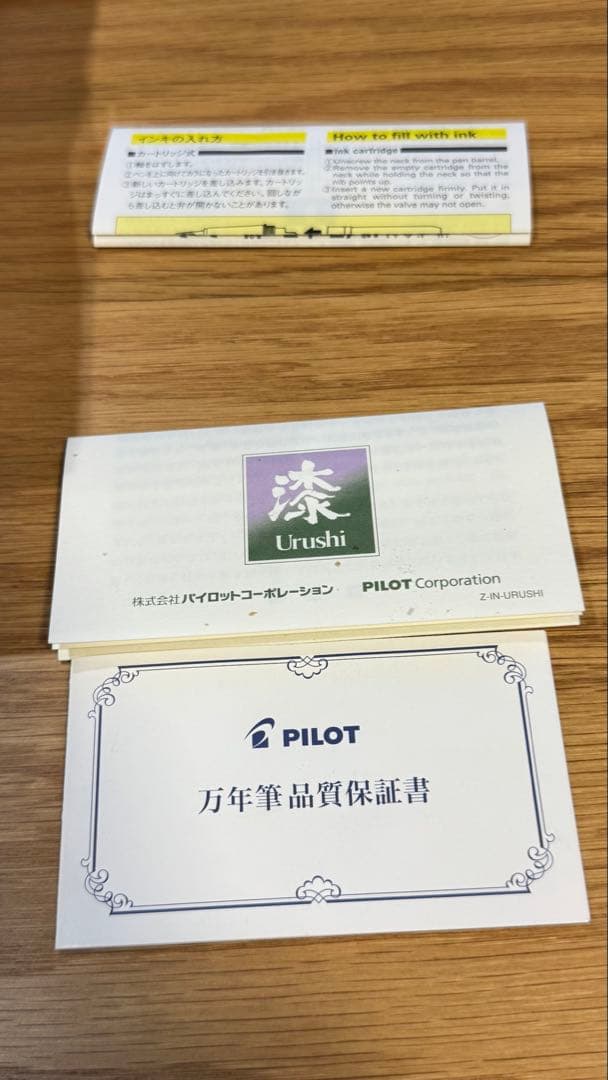 インキの入れ方
■カートリッジ式
①軸をはずします。
②ペンを上に向けてカラになったカートリッジを引き抜きます。
③新しいカートリッジを差し込みます。カートリッ
ジはまっすぐに差し込んでください。回しなが
ら差し込むと弁が開かないことがあります。
How to fill with ink
■Ink cartridge
①Unscrew the neck from the pen barrel.
②Remove the empty cartridge from the
neck while holding the neck so that the
nib points up.
③Insert a new cartridge firmly. Put it in
straight without turning or twisting,
otherwise the valve may not open.
漆
Urushi
株式会社パイロットコーポレーション
PILOT Corporation
Z-IN-URUSHI
PILOT
万年筆品質保証書